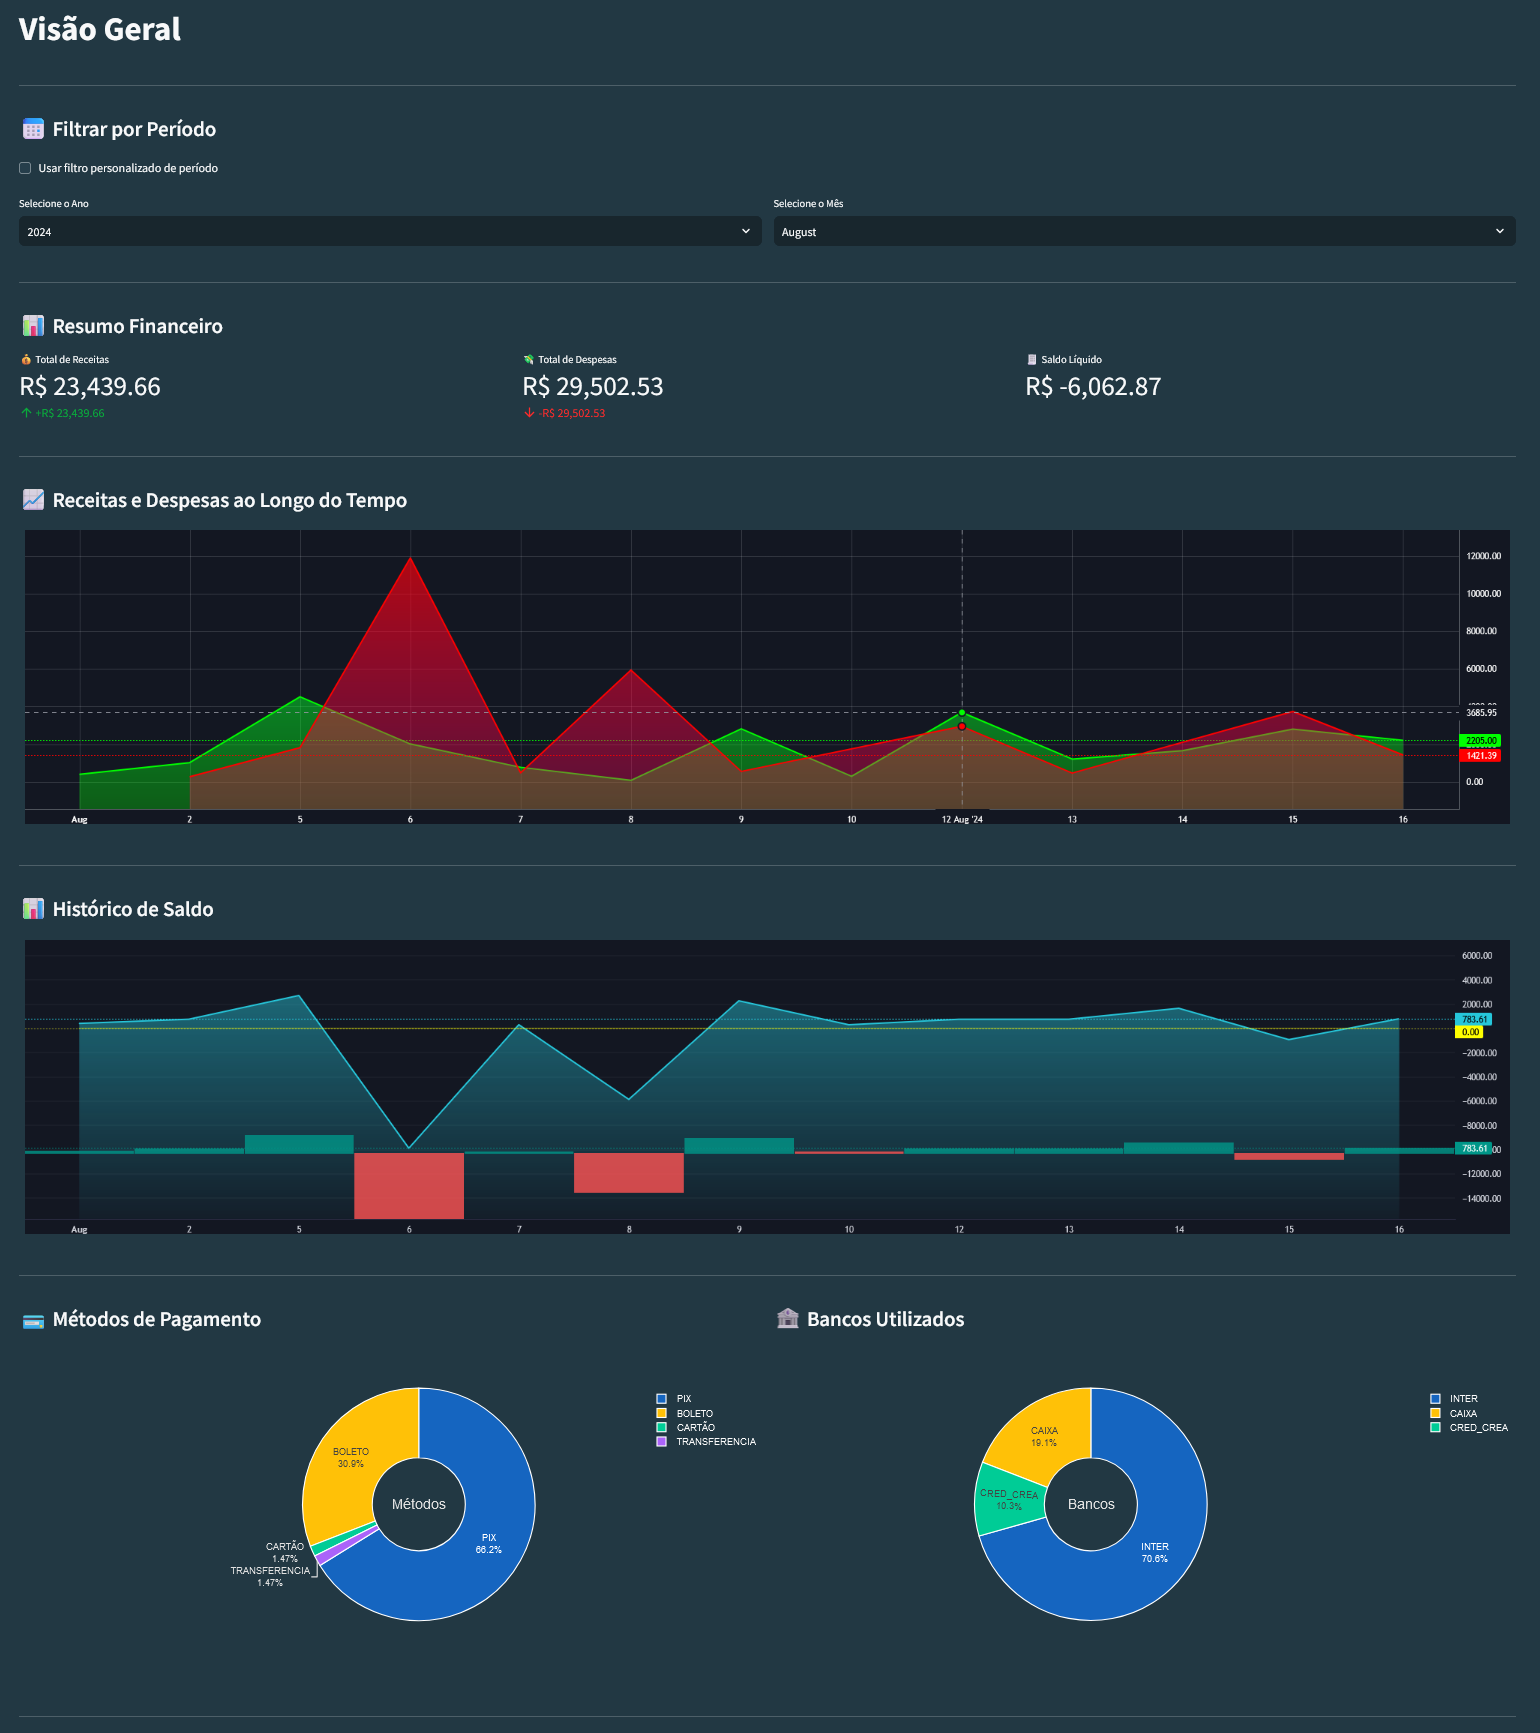 Visão Geral
Filtrar por Período
Usar filtro personalizado de período
Selecione o Ano
Selecione o Mês
2024
August
Resumo Financeiro
Total de Receitas
Total de Despesas
Saldo Líquido
R$ 23,439.66
R$ 29,502.53
R$ -6,062.87
+R$ 23,439.66
-R$ 29,502.53
Receitas e Despesas ao Longo do Tempo
12000.00
10000.00
8000.00
6000.00
3685.95
2205.00
1421.39
0.00
Aug 2 5 6 7 8 9 10 12 Aug '24 13 14 15 16
Histórico de Saldo
6000.00
4000.00
2000.00
783.61
0.00
-2000.00
-4000.00
-6000.00
-8000.00
783.61
-12000.00
-14000.00
Aug 2 5 6 7 8 9 10 12 13 14 15 16
Métodos de Pagamento
PIX
BOLETO
CARTÃO
TRANSFERENCIA
BOLETO
30.9%
Métodos
PIX
66.2%
CARTÃO
1.47%
TRANSFERENCIA
1.47%
Bancos Utilizados
INTER
CAIXA
CRED_CREA
CAIXA
19.1%
CRED_CREA
10.3%
Bancos
INTER
70.6%